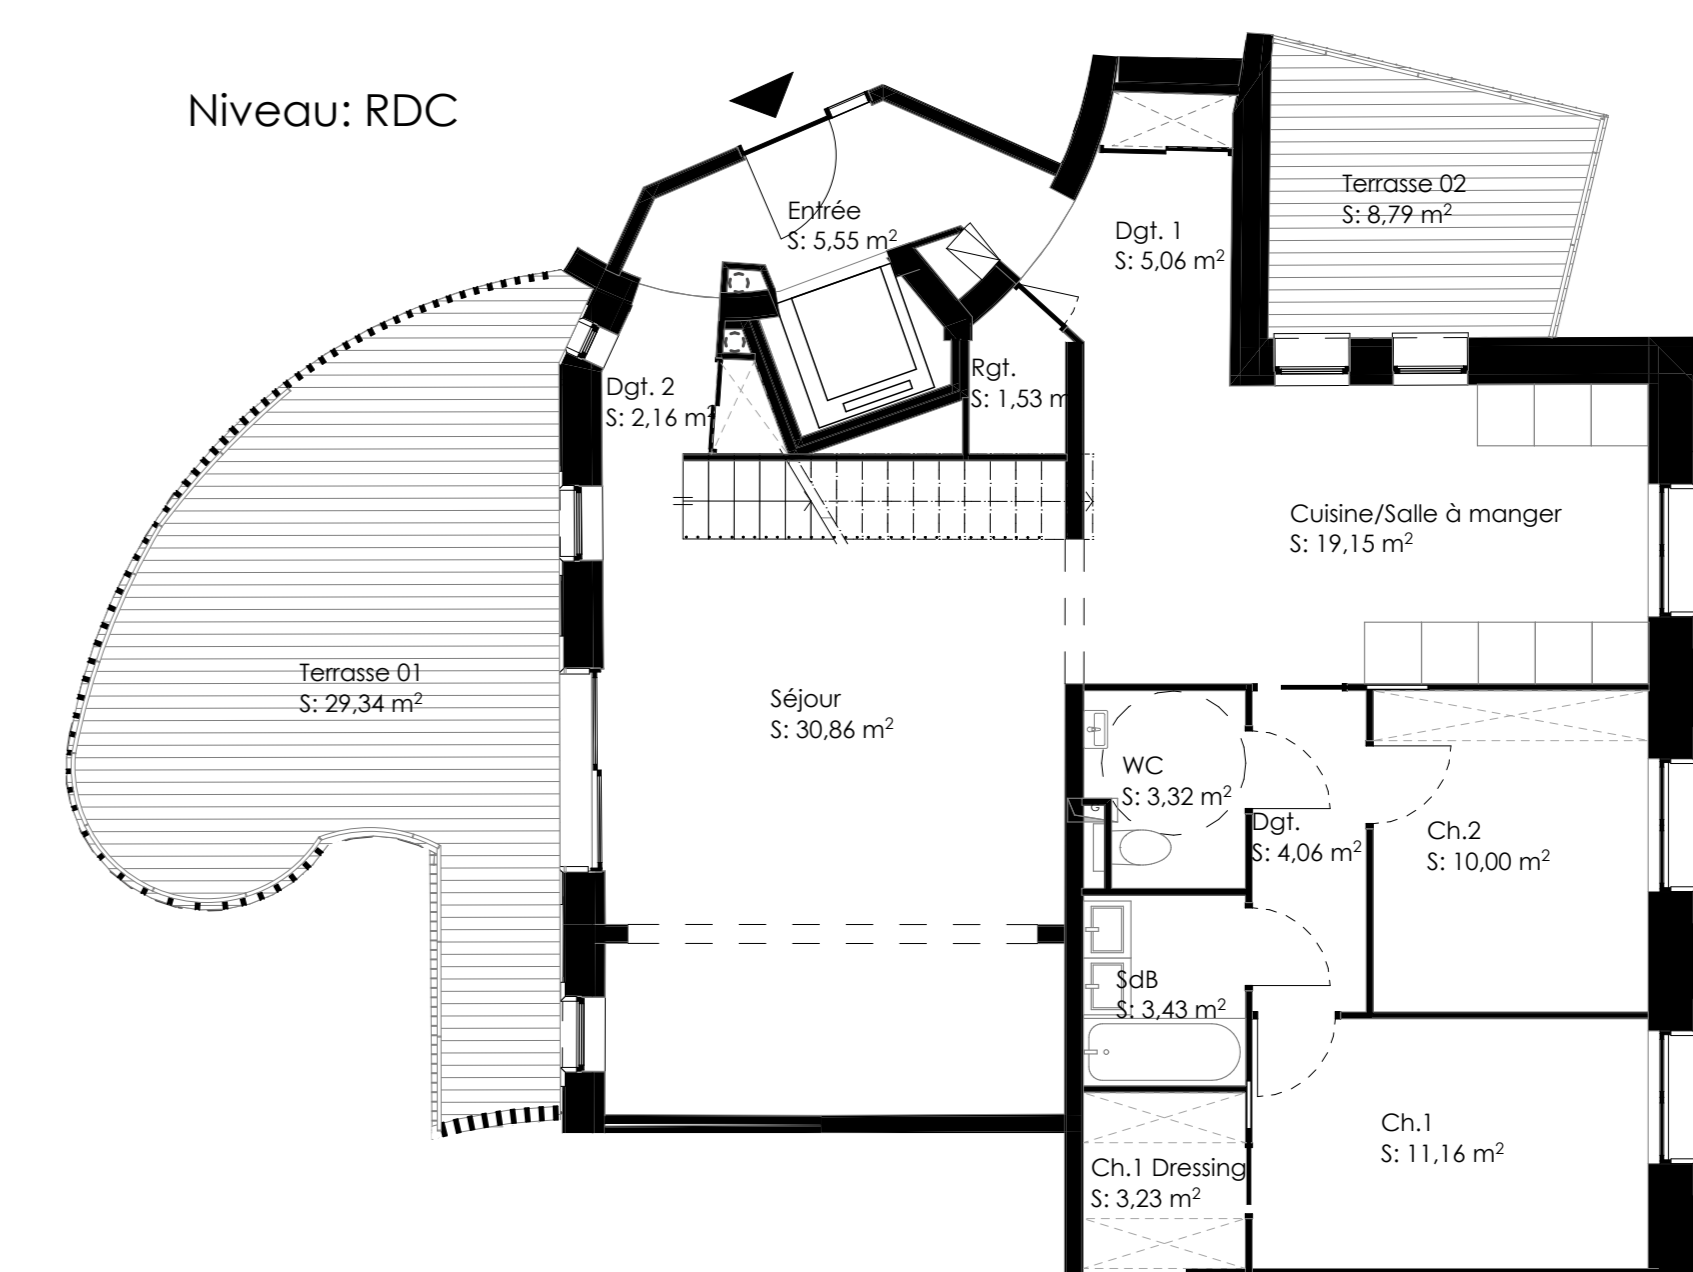 Niveau: RDC
Entrée
S: 5,55 m²
Terrasse 02
S: 8,79 m²
Dgt. 1
S: 5,06 m²
Dgt. 2
S: 2,16 m²
Rgt.
S: 1,53 m
Cuisine/Salle à manger
S: 19,15 m²
Terrasse 01
S: 29,34 m²
Séjour
S: 30,86 m²
WC
S: 3,32 m²
G
Dgt.
S: 4,06 m²
Ch.2
S: 10,00 m²
SdB
S: 3,43 m²
Ch.1
S: 11,16 m²
Ch.1 Dressing
S: 3,23 m²